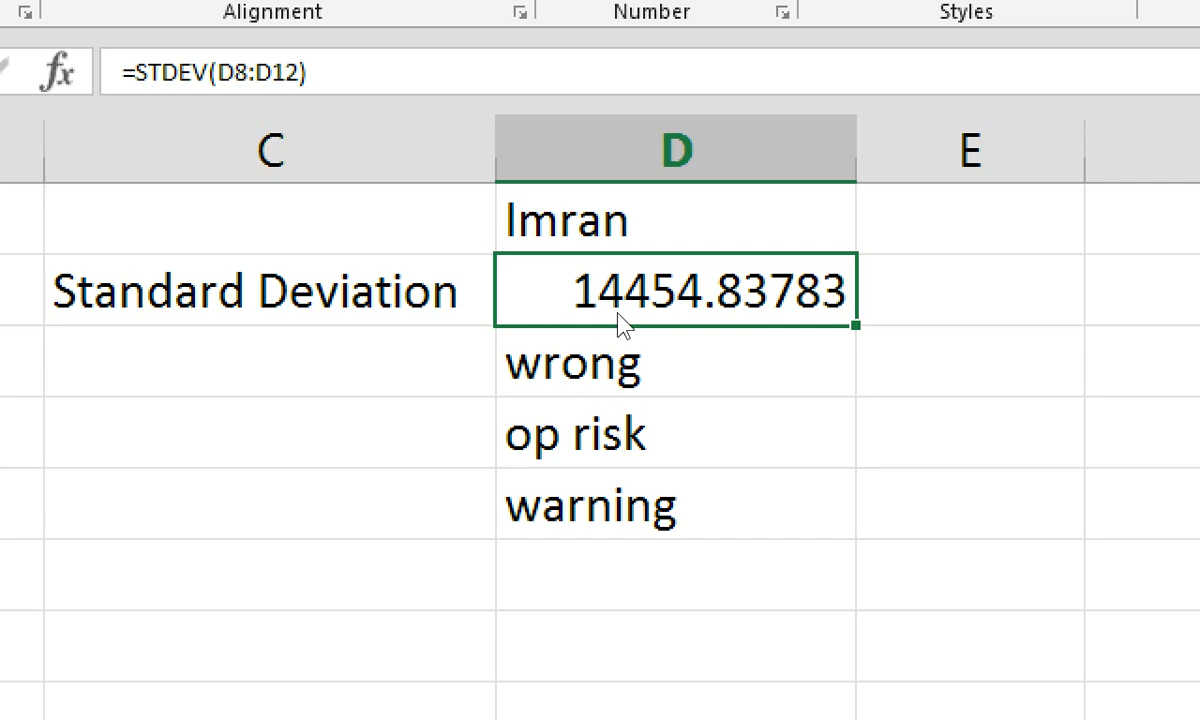 Alignment Number Styles
fx =STDEV(D8:D12)
C D E
Imran
Standard Deviation 14454.83783
wrong
op risk
warning